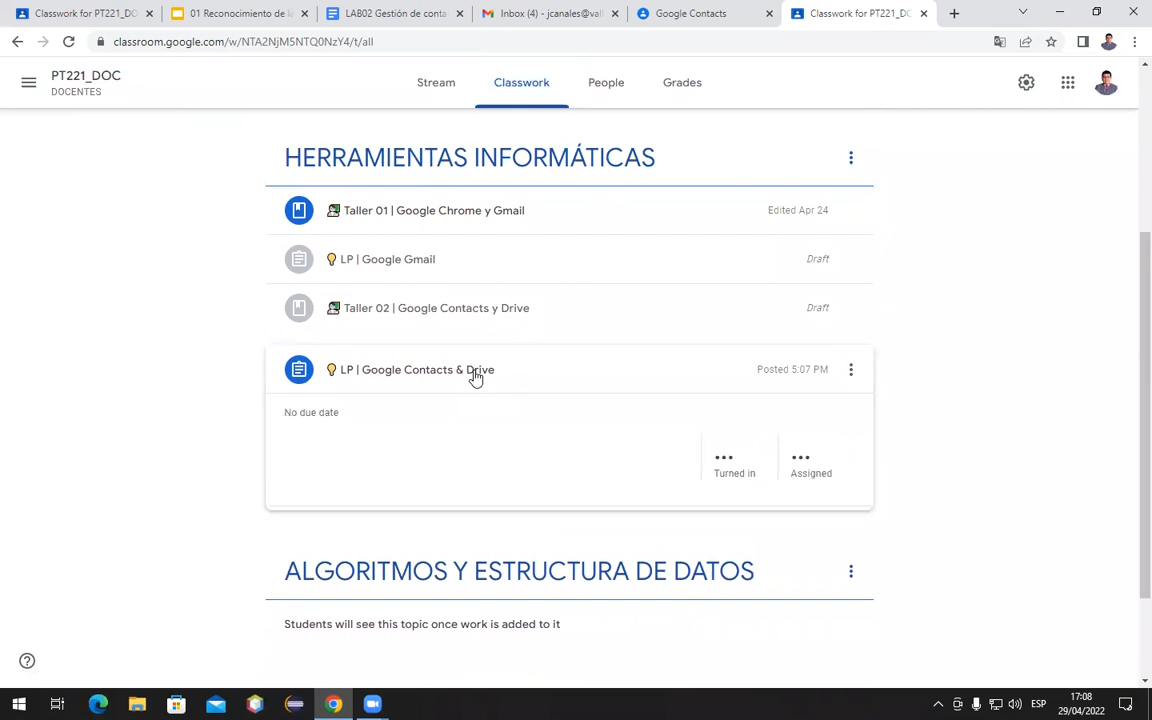 Classwork for PT221_DOC
01 Reconocimiento de la
LAB02 Gestión de conta
Inbox (4) - jcanales@val
Google Contacts
Classwork for PT221_DC
classroom.google.com/w/NTA2NjM5NTQ0NzY4/t/all
PT221_DOC
DOCENTES
Stream
Classwork
People
Grades
HERRAMIENTAS INFORMÁTICAS
Taller 01 | Google Chrome y Gmail
Edited Apr 24
LP | Google Gmail
Draft
Taller 02 | Google Contacts y Drive
Draft
LP | Google Contacts & Drive
Posted 5:07 PM
No due date
Turned in
Assigned
ALGORITMOS Y ESTRUCTURA DE DATOS
Students will see this topic once work is added to it
ESP
17:08
29/04/2022